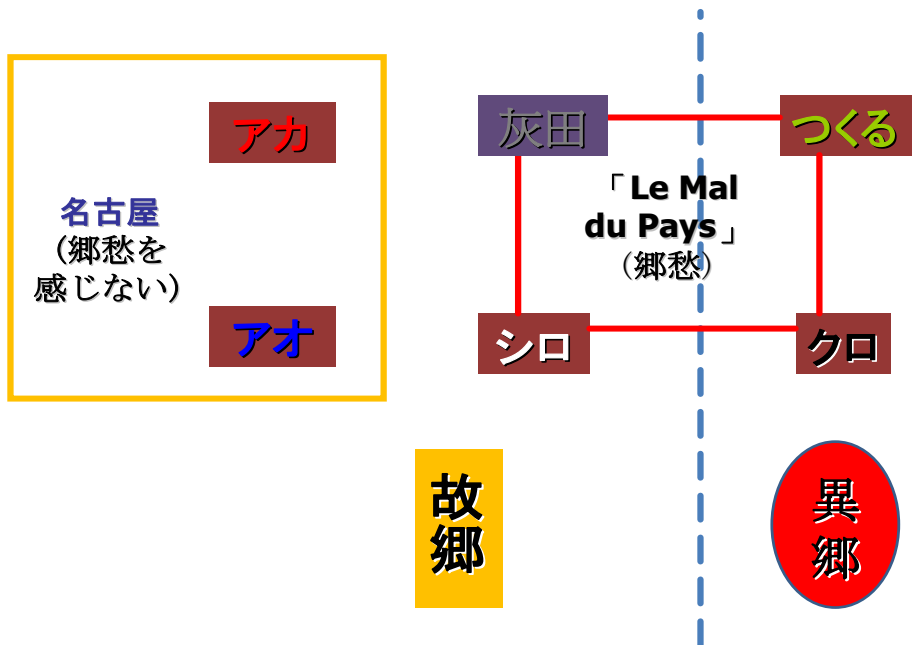 アカ
名古屋
(郷愁を
感じない)
アオ
灰田
つくる
「Le Mal
du Pays」
(郷愁)
シロ
クロ
故郷
異郷